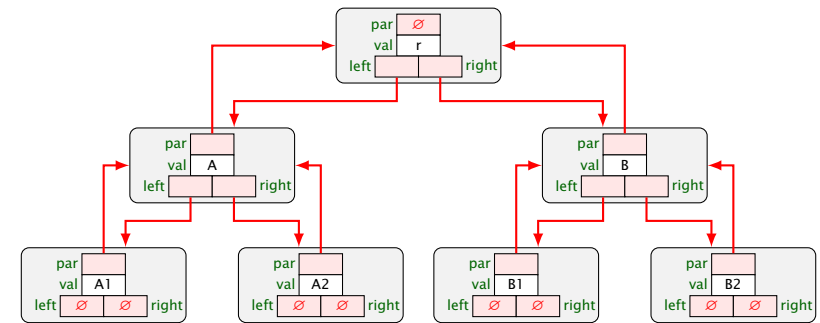 par ∅
val r
left right
par par
val A val B
left right left right
par par par par
val A1 val A2 val B1 val B2
left ∅ ∅ right left ∅ ∅ right left ∅ ∅ right left ∅ ∅ right